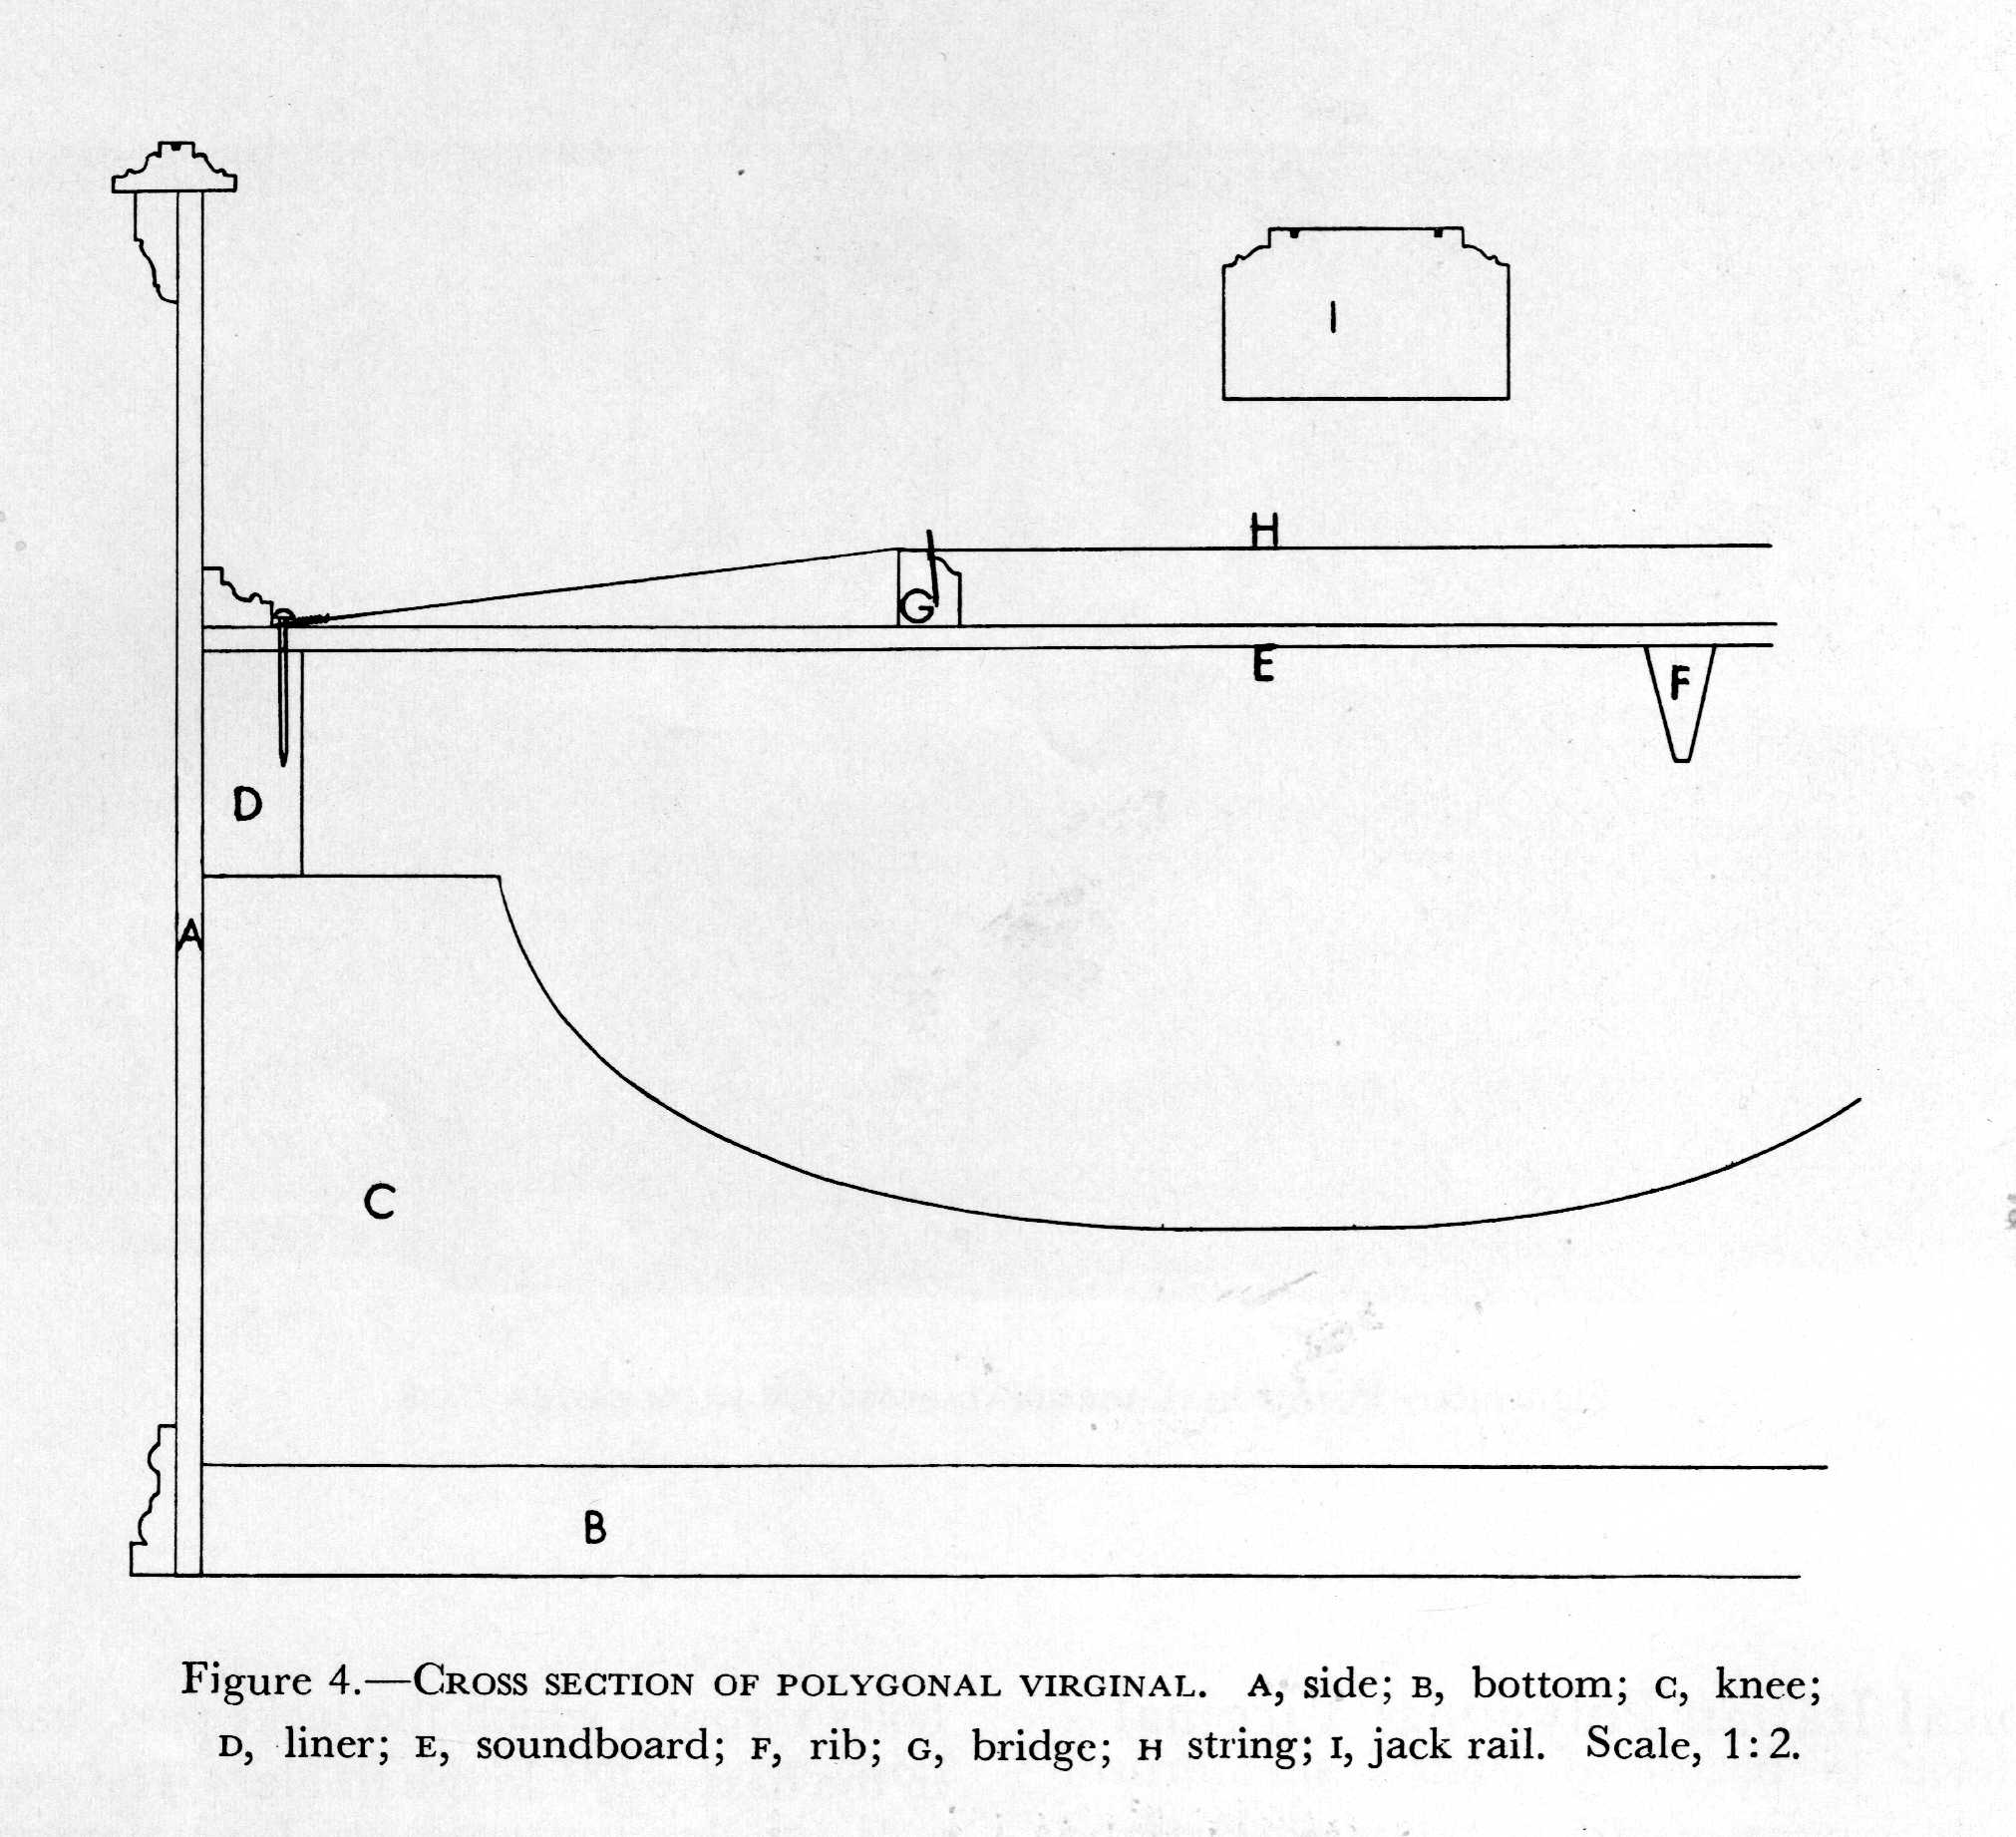 I
H
G
E
F
D
A
C
B
Figure 4.—CROSS SECTION OF POLYGONAL VIRGINAL. A, side; B, bottom; C, knee;
D, liner; E, soundboard; F, rib; G, bridge; H string; I, jack rail. Scale, 1:2.